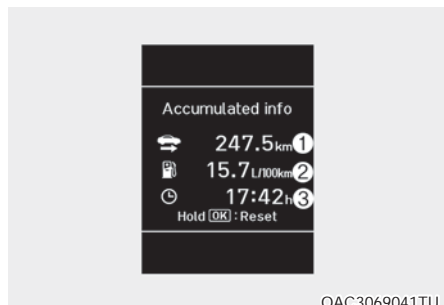 Accumulated info
247.5km①
15.7L/100km②
17:42h③
Hold OK : Reset
OAC3069041TU